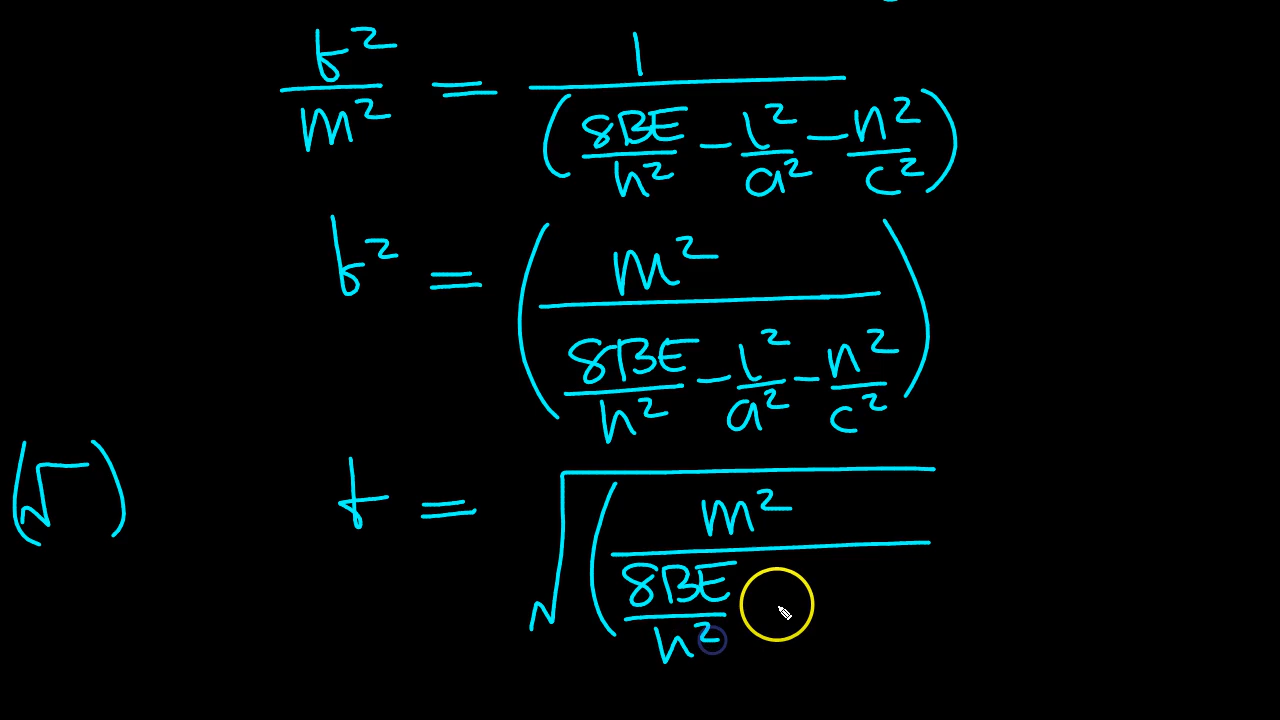 b²/m² = 1/(8BE/h² - l²/a² - n²/c²)
b² = (m²/(8BE/h² - l²/a² - n²/c²))
(√) b = √(m²/(8BE/h²